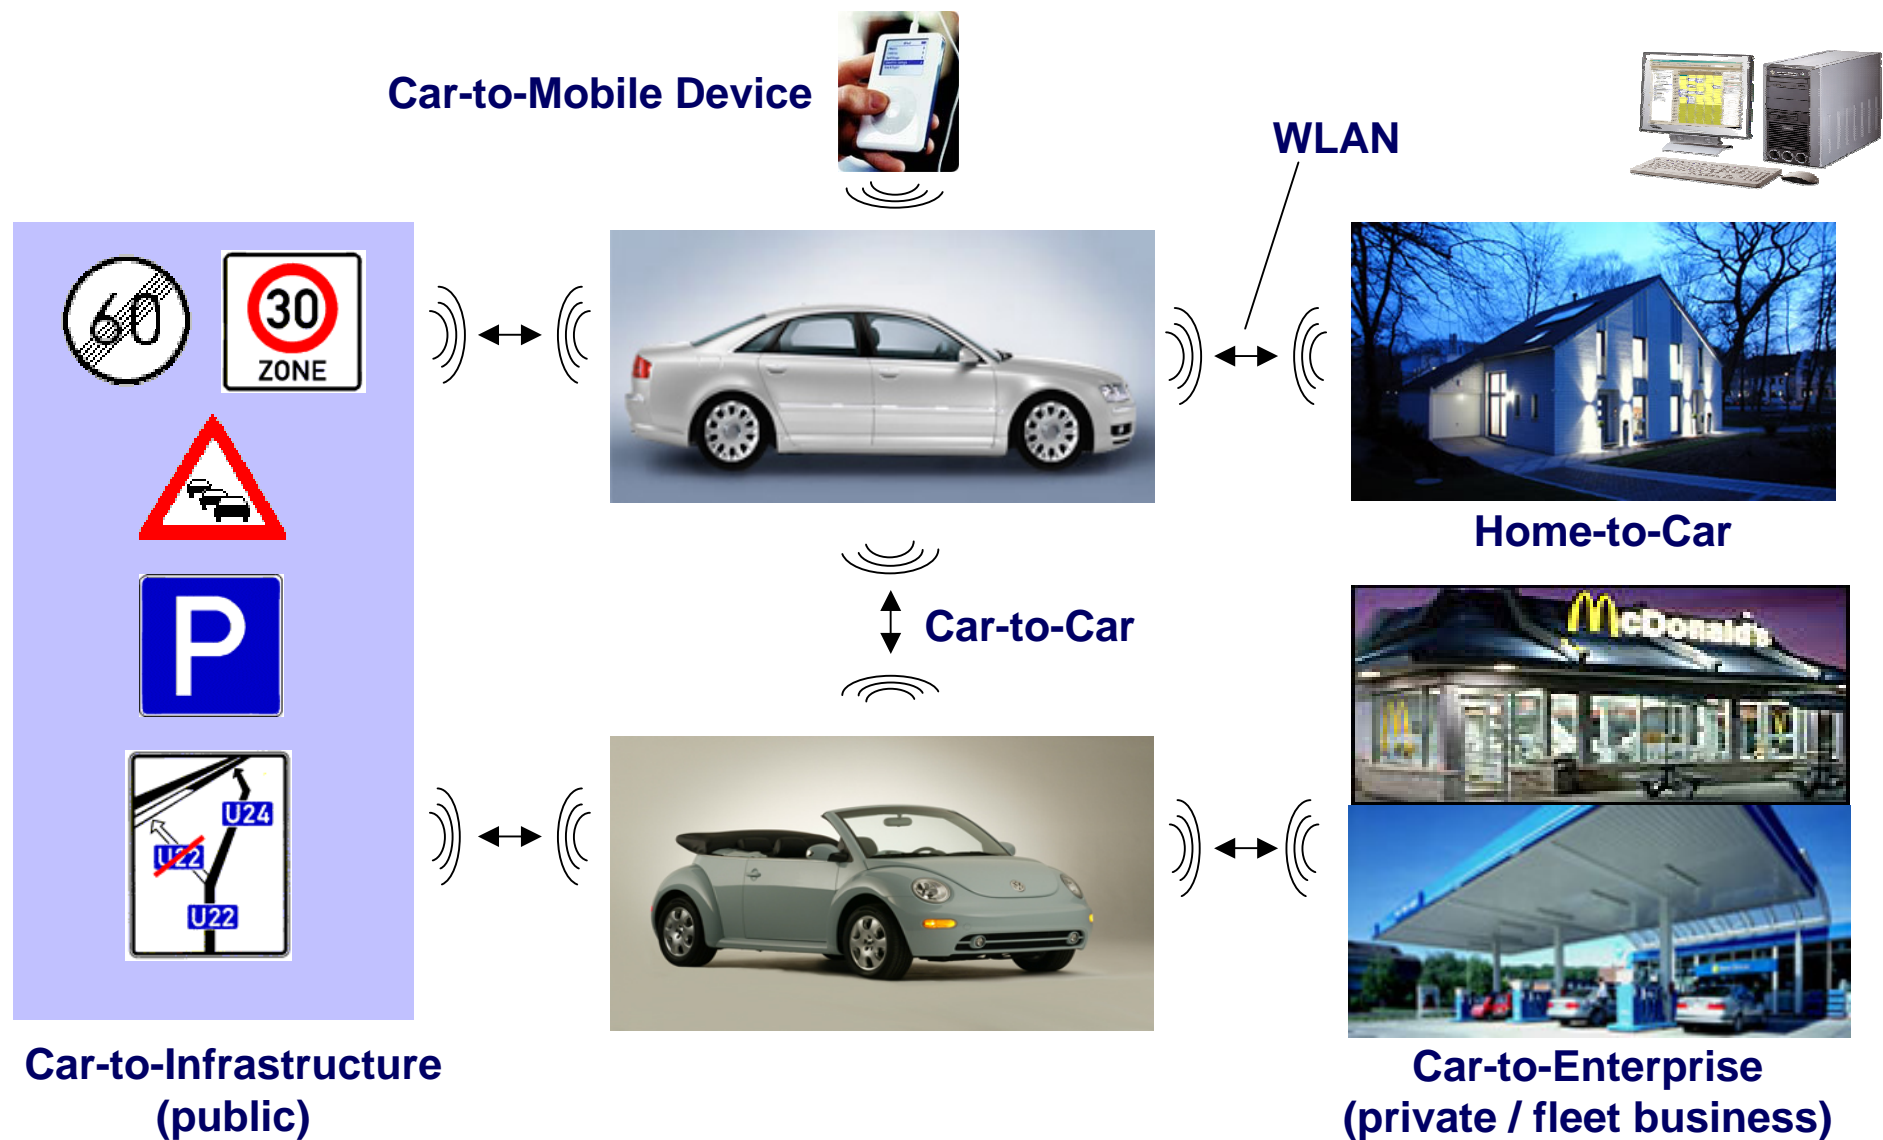 Car-to-Mobile Device
WLAN
60
30
ZONE
Home-to-Car
Car-to-Car
McDonald's
P
U24
U22
U22
Car-to-Infrastructure
(public)
Car-to-Enterprise
(private / fleet business)